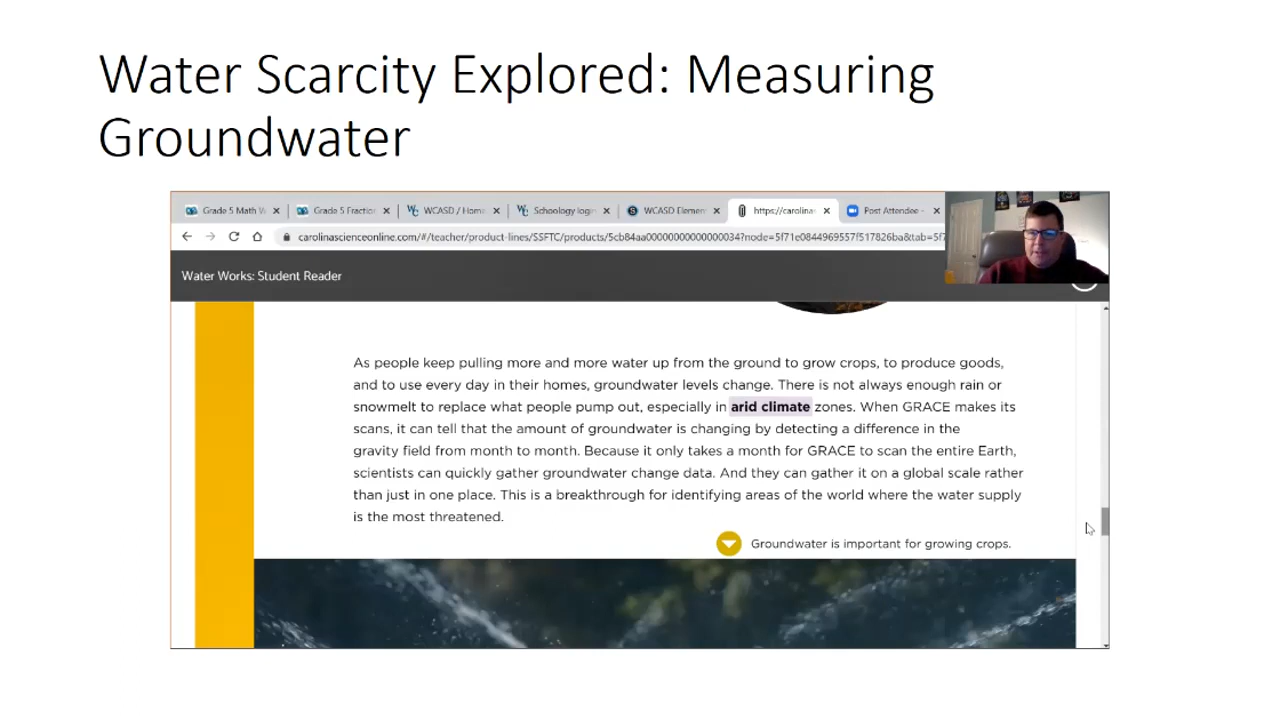 Water Scarcity Explored: Measuring
Groundwater
Grade 5 Math W
Grade 5 Fraction
WCASD / Home
Schoology login
WCASD Elemen
https://carolinas
Post Attendee -
carolinascienceonline.com/#/teacher/product-lines/SSFTC/products/5cb84aa00000000000000034?node=5f71e0844969557f517826ba&tab=5f7
Water Works: Student Reader
As people keep pulling more and more water up from the ground to grow crops, to produce goods,
and to use every day in their homes, groundwater levels change. There is not always enough rain or
snowmelt to replace what people pump out, especially in arid climate zones. When GRACE makes its
scans, it can tell that the amount of groundwater is changing by detecting a difference in the
gravity field from month to month. Because it only takes a month for GRACE to scan the entire Earth,
scientists can quickly gather groundwater change data. And they can gather it on a global scale rather
than just in one place. This is a breakthrough for identifying areas of the world where the water supply
is the most threatened.
Groundwater is important for growing crops.